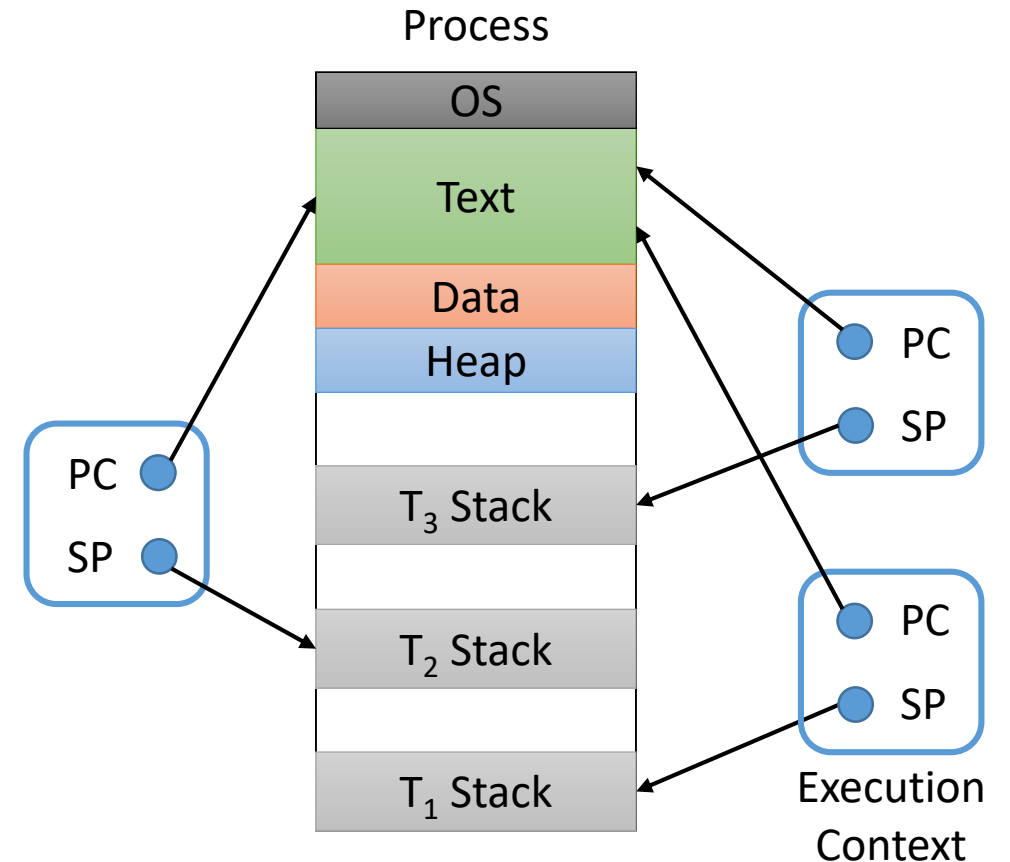 Process
OS
Text
Data
Heap
T3 Stack
T2 Stack
T1 Stack
PC
SP
PC
SP
PC
SP
Execution
Context